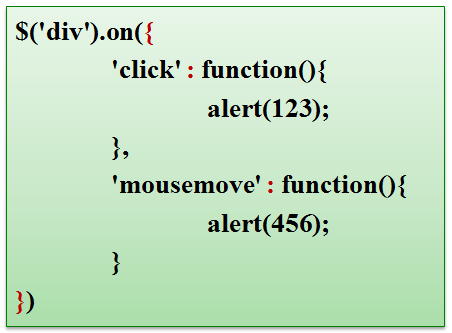 $('div').on({
'click' : function(){
alert(123);
},
'mousemove' : function(){
alert(456);
}
})